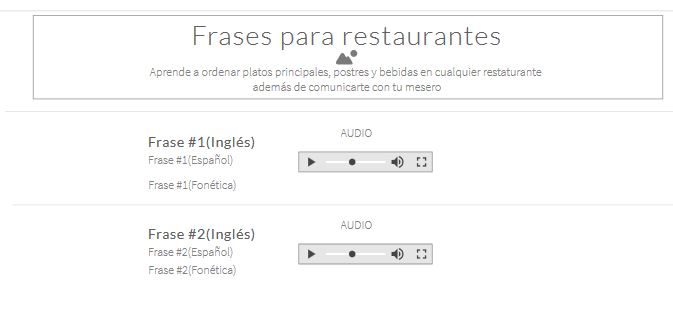 Frases para restaurantes
Aprende a ordenar platos principales, postres y bebidas en cualquier restaturante
además de comunicarte con tu mesero
AUDIO
Frase #1(Inglés)
Frase #1(Español)
Frase #1(Fonética)
AUDIO
Frase #2(Inglés)
Frase #2(Español)
Frase #2(Fonética)